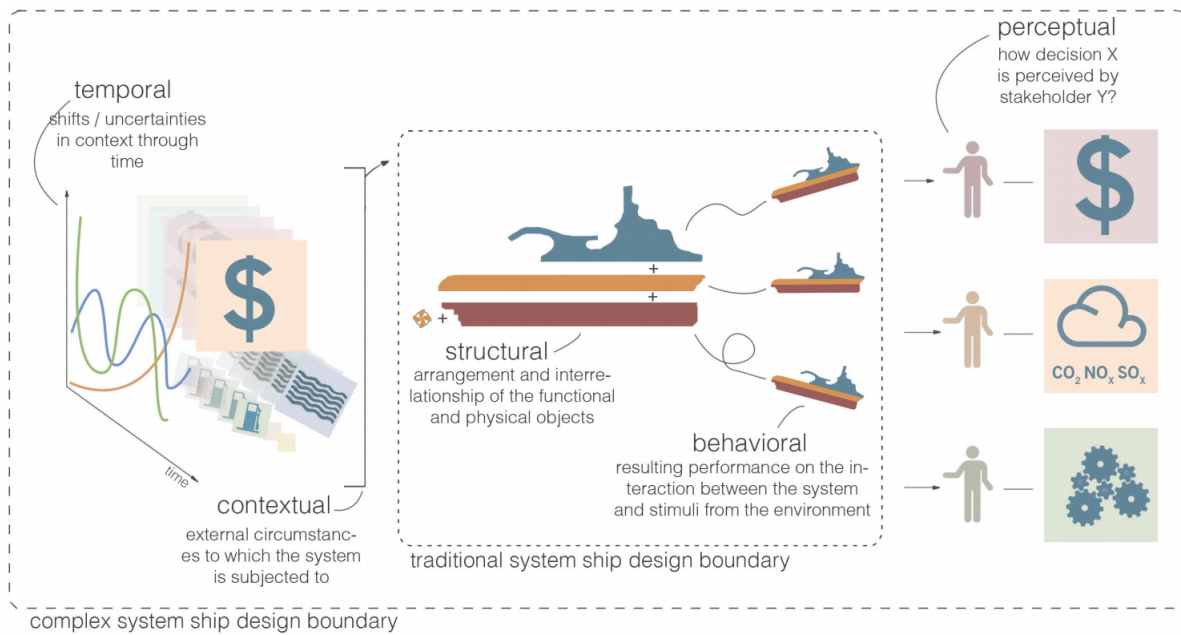 temporal
shifts / uncertainties
in context through
time
time
$
contextual
external circumstanc-
es to which the system
is subjected to
structural
arrangement and interre-
lationship of the functional
and physical objects
+
+
+
behavioral
resulting performance on the in-
teraction between the system
and stimuli from the environment
traditional system ship design boundary
perceptual
how decision X
is perceived by
stakeholder Y?
$
CO₂ NOₓ SOₓ
complex system ship design boundary